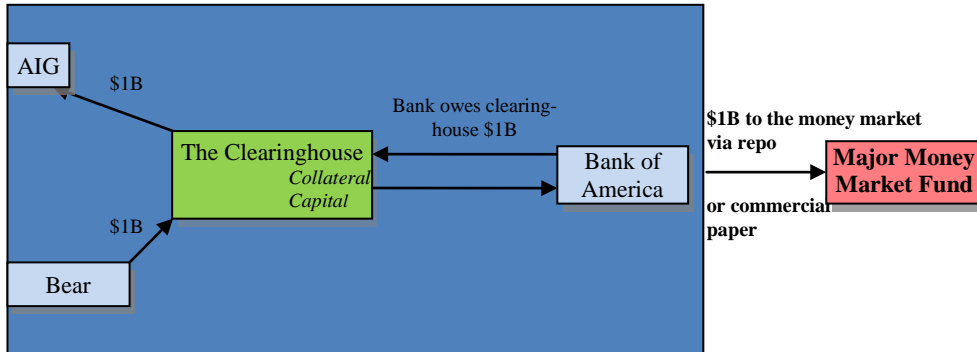 AIG
$1B
Bank owes clearing-
house $1B
$1B to the money market
via repo
The Clearinghouse
Collateral
Capital
Bank of
America
Major Money
Market Fund
or commercial
paper
$1B
Bear